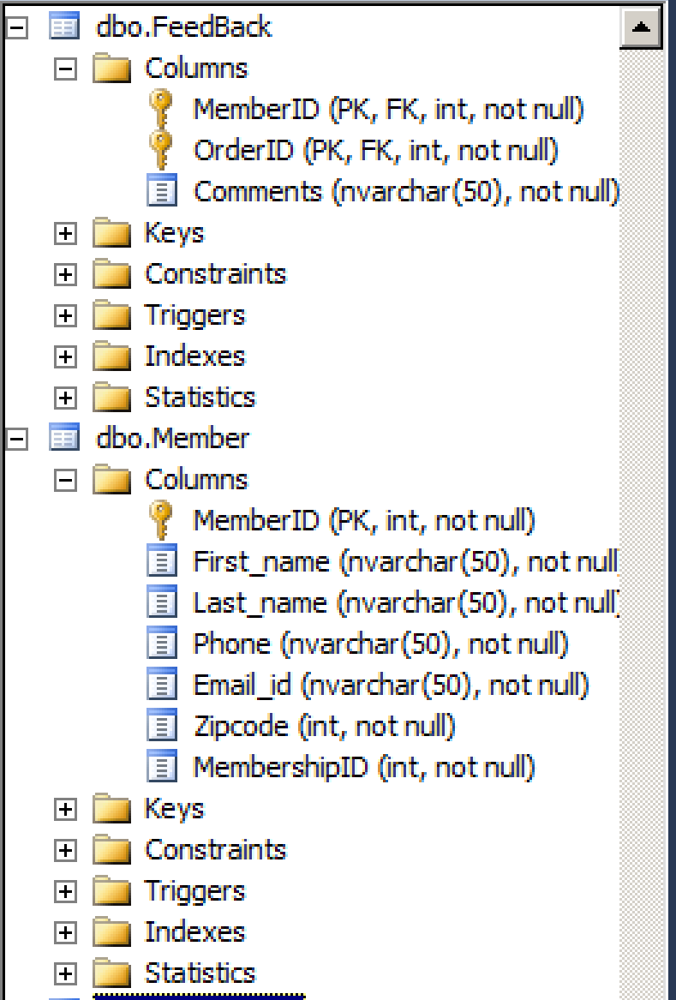 dbo.FeedBack
Columns
MemberID (PK, FK, int, not null)
OrderID (PK, FK, int, not null)
Comments (nvarchar(50), not null)
Keys
Constraints
Triggers
Indexes
Statistics
dbo.Member
Columns
MemberID (PK, int, not null)
First_name (nvarchar(50), not null
Last_name (nvarchar(50), not null
Phone (nvarchar(50), not null)
Email_id (nvarchar(50), not null)
Zipcode (int, not null)
MembershipID (int, not null)
Keys
Constraints
Triggers
Indexes
Statistics